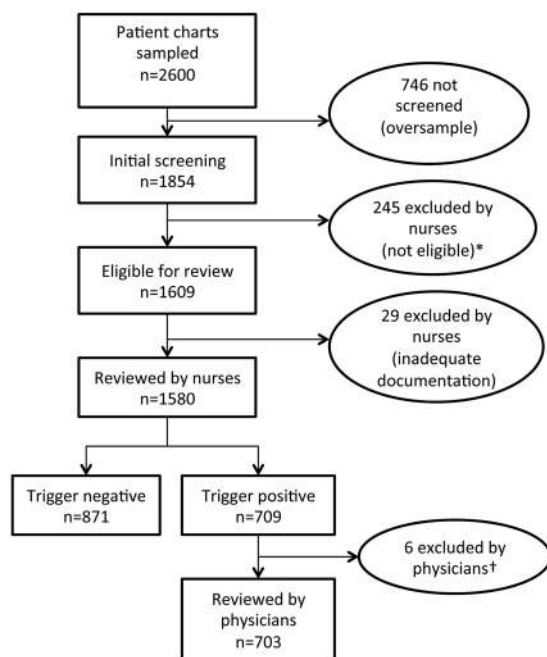 Patient charts
sampled
n=2600
746 not
screened
(oversample)
Initial screening
n=1854
245 excluded by
nurses
(not eligible)*
Eligible for review
n=1609
29 excluded by
nurses
(inadequate
documentation)
Reviewed by nurses
n=1580
Trigger negative
n=871
Trigger positive
n=709
6 excluded by
physicians†
Reviewed by
physicians
n=703